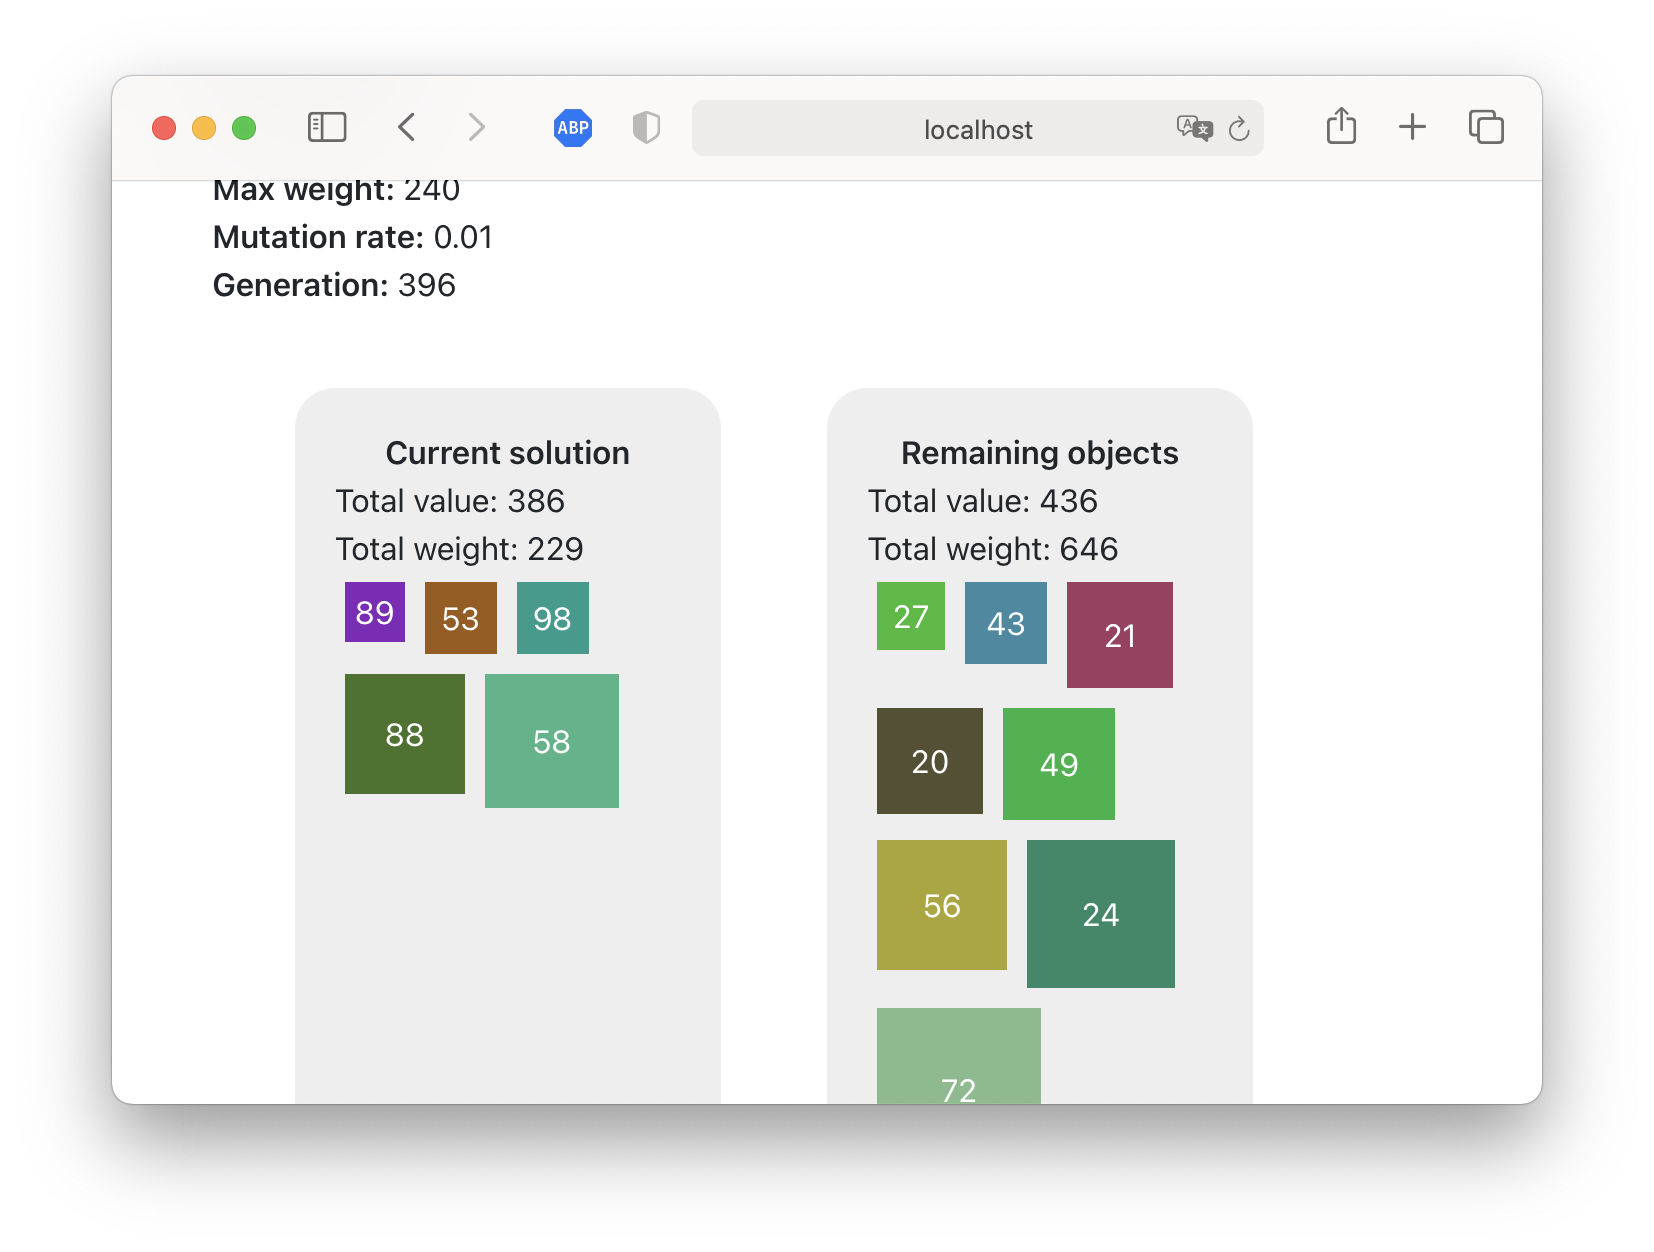 ABP
localhost
Max weight: 240
Mutation rate: 0.01
Generation: 396
Current solution
Total value: 386
Total weight: 229
89 53 98
88 58
Remaining objects
Total value: 436
Total weight: 646
27 43 21
20 49
56 24
72